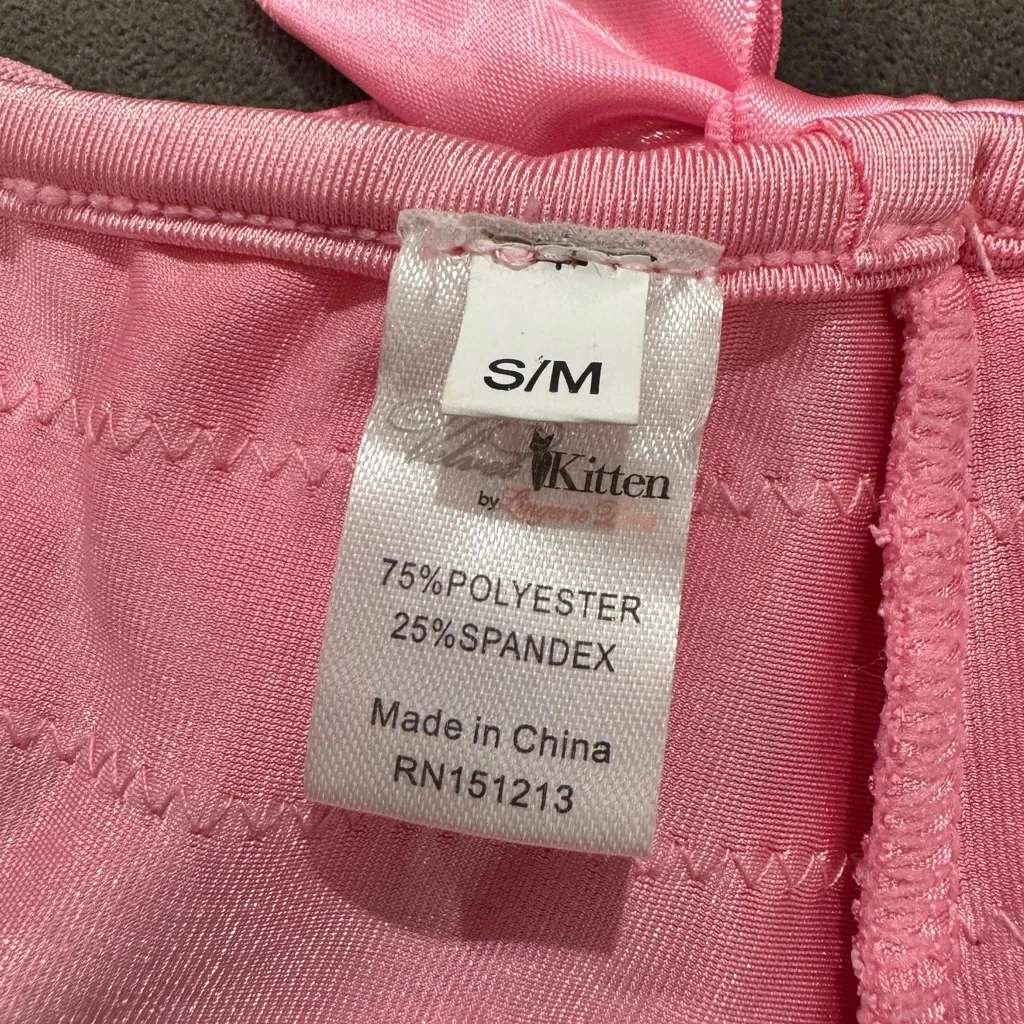 S/M
Kitten
by
75%POLYESTER
25%SPANDEX
Made in China
RN151213